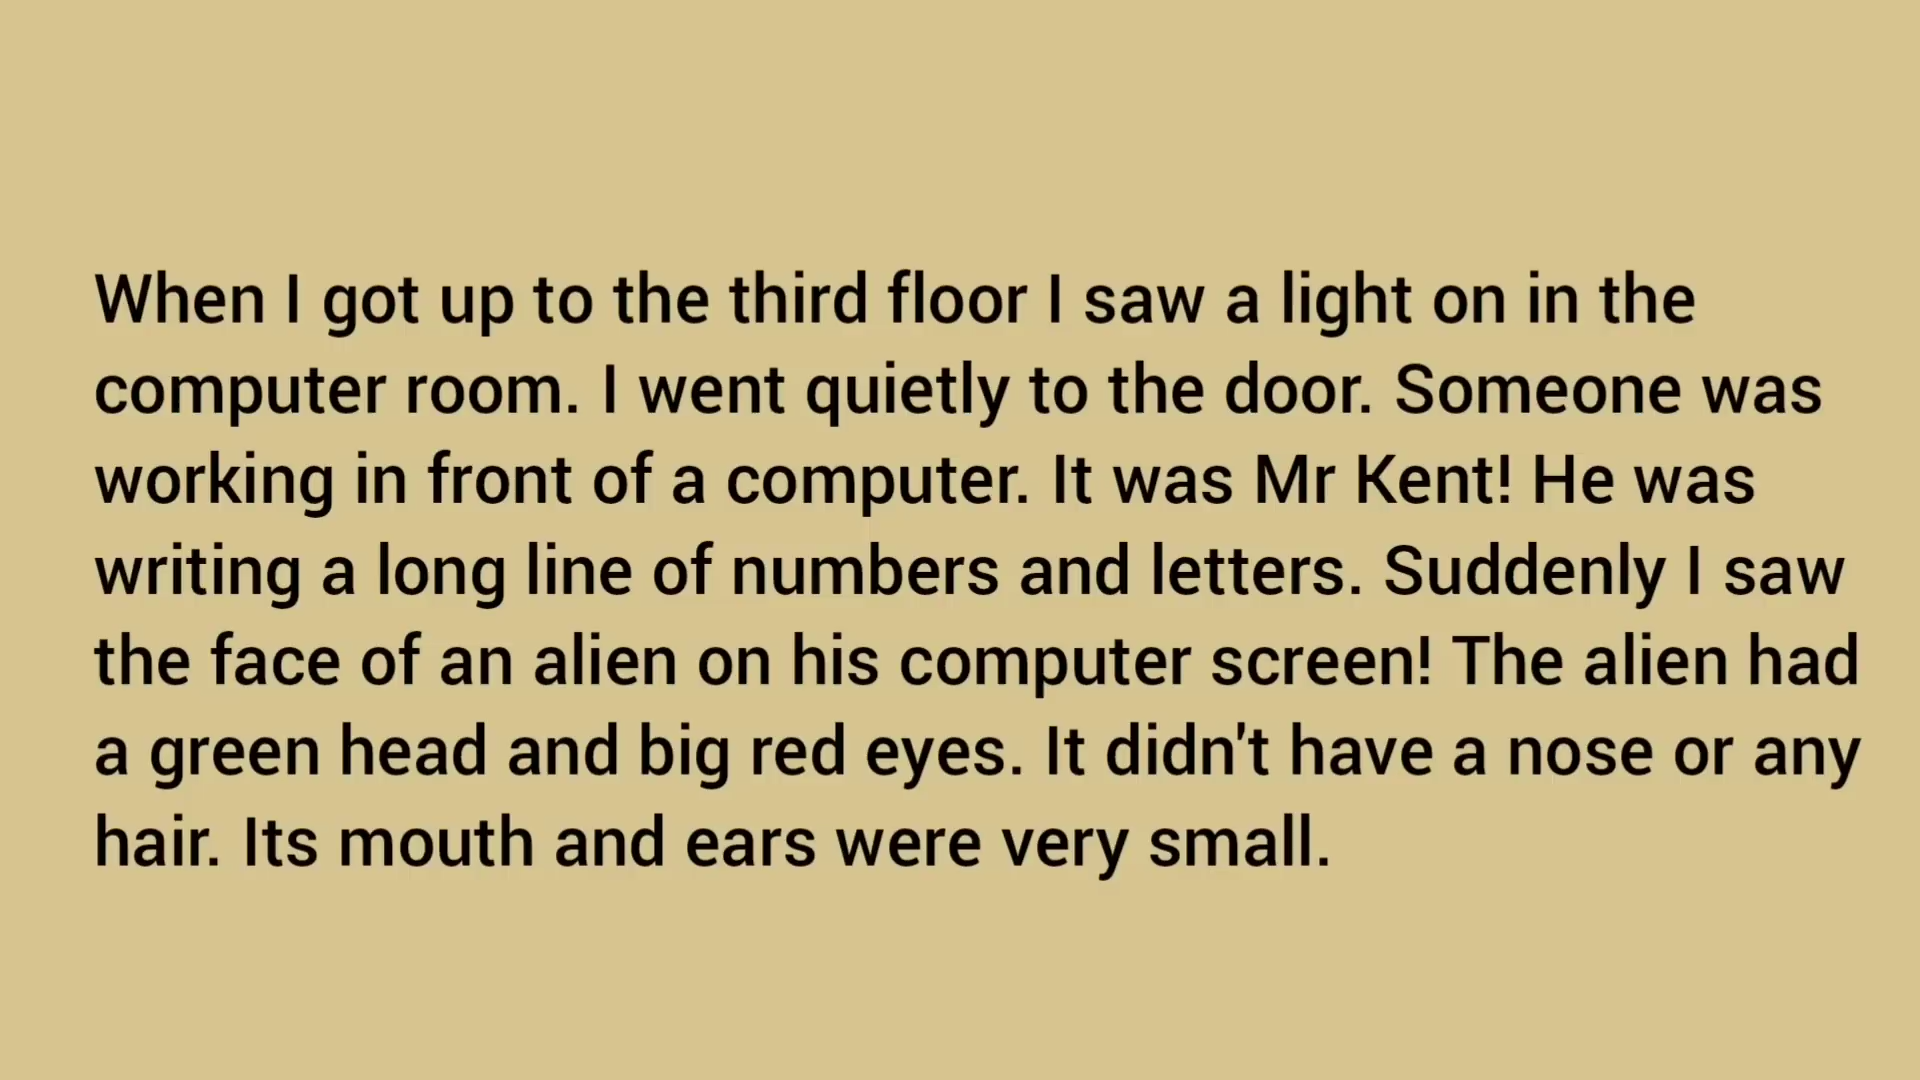 When I got up to the third floor I saw a light on in the
computer room. I went quietly to the door. Someone was
working in front of a computer. It was Mr Kent! He was
writing a long line of numbers and letters. Suddenly I saw
the face of an alien on his computer screen! The alien had
a green head and big red eyes. It didn't have a nose or any
hair. Its mouth and ears were very small.